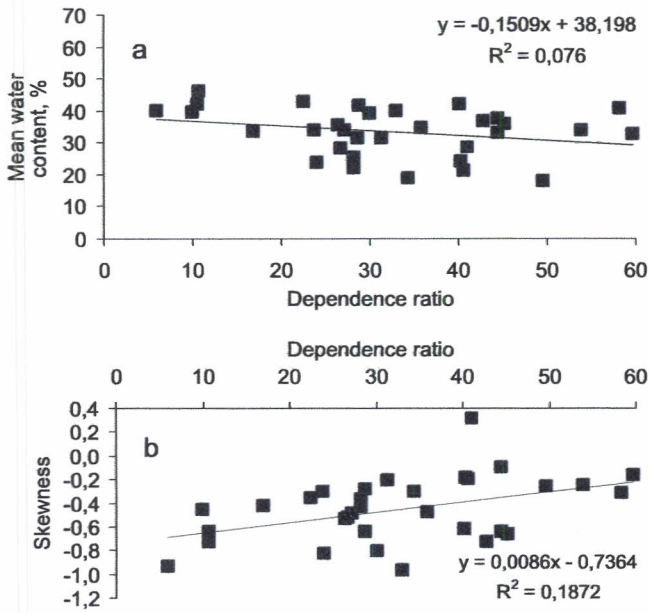 70
60
50
40
30
20
10
0
Mean water
content, %
a
y = -0,1509x + 38,198
R² = 0,076
0 10 20 30 40 50 60
Dependence ratio
Dependence ratio
0 10 20 30 40 50 60
0,4
0,2
0,0
-0,2
-0,4
-0,6
-0,8
-1,0
-1,2
Skewness
b
y = 0,0086x - 0,7364
R² = 0,1872